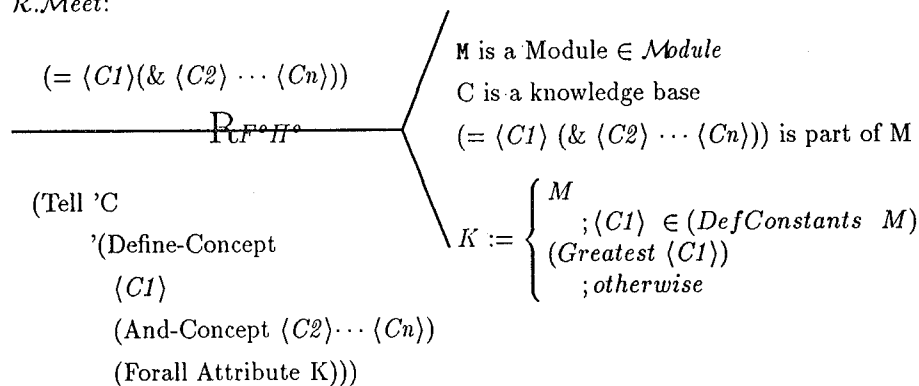 R.Meet:
(= ⟨C1⟩(& ⟨C2⟩ ··· ⟨Cn⟩))
R F°H°
(Tell 'C
'(Define-Concept
⟨C1⟩
(And-Concept ⟨C2⟩··· ⟨Cn⟩)
(Forall Attribute K)))
M is a Module ∈ Module
C is a knowledge base
(= ⟨C1⟩ (& ⟨C2⟩ ··· ⟨Cn⟩)) is part of M
K := { M
;⟨C1⟩ ∈ (DefConstants M)
(Greatest ⟨C1⟩)
;otherwise